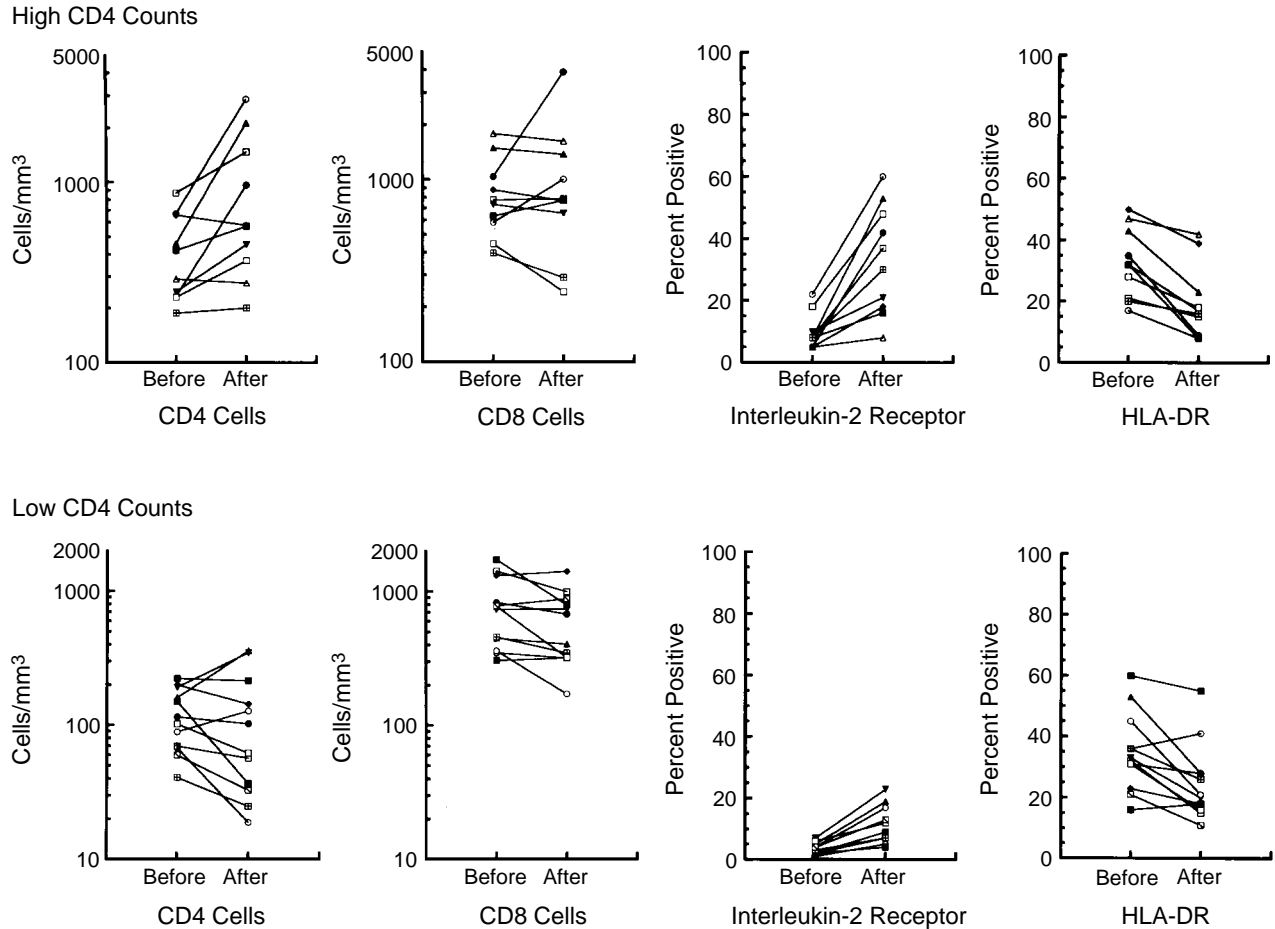 High CD4 Counts
5000
1000
100
Cells/mm³
Before After
CD4 Cells
5000
1000
100
Cells/mm³
Before After
CD8 Cells
100
80
60
40
20
0
Percent Positive
Before After
Interleukin-2 Receptor
100
80
60
40
20
0
Percent Positive
Before After
HLA-DR
Low CD4 Counts
2000
1000
100
10
Cells/mm³
Before After
CD4 Cells
2000
1000
100
10
Cells/mm³
Before After
CD8 Cells
100
80
60
40
20
0
Percent Positive
Before After
Interleukin-2 Receptor
100
80
60
40
20
0
Percent Positive
Before After
HLA-DR